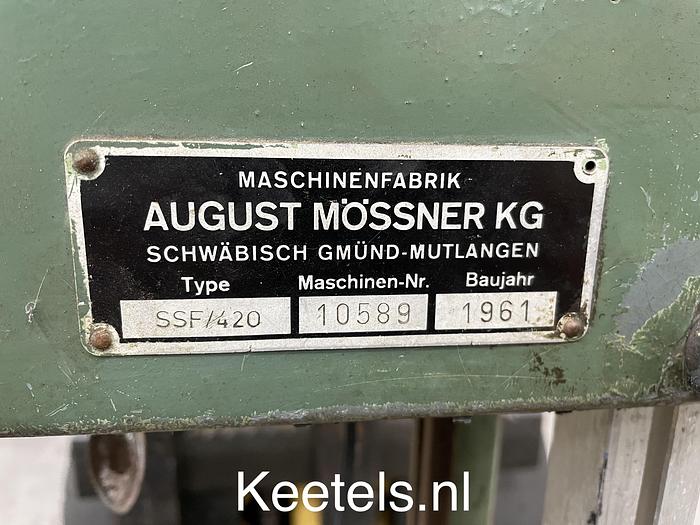 MASCHINENFABRIK
AUGUST MÖSSNER KG
SCHWÄBISCH GMÜND-MUTLANGEN
Type Maschinen-Nr. Baujahr
SSF/420 10589 1961
Keetels.nl